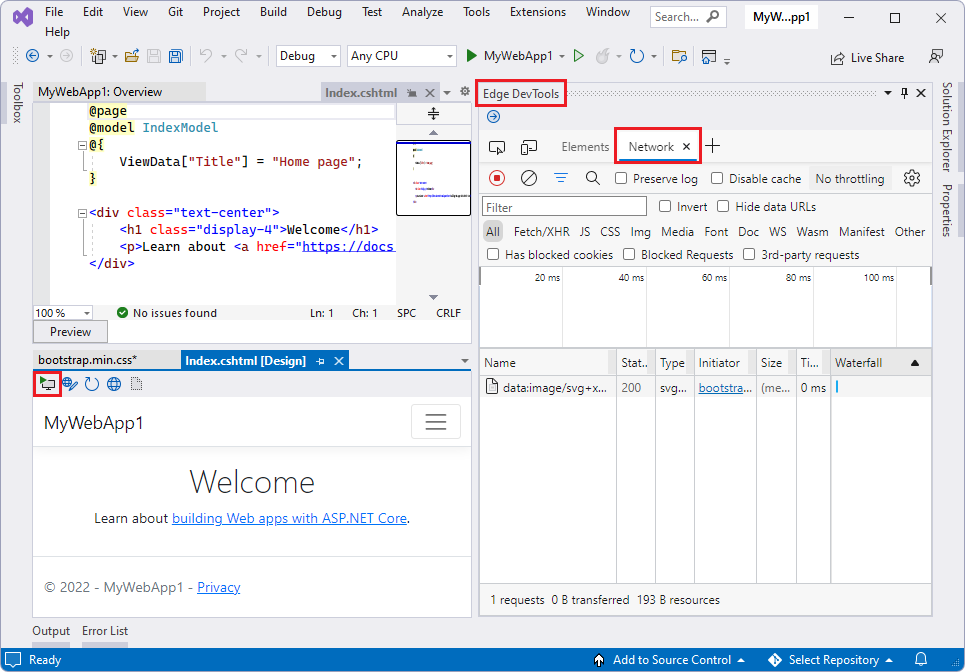 File Edit View Git Project Build Debug Test Analyze Tools Extensions Window Search... MyW...pp1
Help
Debug Any CPU MyWebApp1 Live Share
Toolbox
MyWebApp1: Overview Index.cshtml
@page
@model IndexModel
@{
ViewData["Title"] = "Home page";
}
<div class="text-center">
<h1 class="display-4">Welcome</h1>
<p>Learn about <a href="https://docs.
</div>
100 % No issues found Ln: 1 Ch: 1 SPC CRLF
Preview
bootstrap.min.css* Index.cshtml [Design]
MyWebApp1
Welcome
Learn about building Web apps with ASP.NET Core.
© 2022 - MyWebApp1 - Privacy
Edge DevTools
Elements Network
Preserve log Disable cache No throttling
Filter Invert Hide data URLs
All Fetch/XHR JS CSS Img Media Font Doc WS Wasm Manifest Other
Has blocked cookies Blocked Requests 3rd-party requests
20 ms 40 ms 60 ms 80 ms 100 ms
Name Stat.. Type Initiator Size Ti... Waterfall
data:image/svg+x... 200 svg... bootstra... (me... 0 ms
1 requests 0 B transferred 193 B resources
Solution Explorer
Properties
Output Error List
Ready Add to Source Control Select Repository